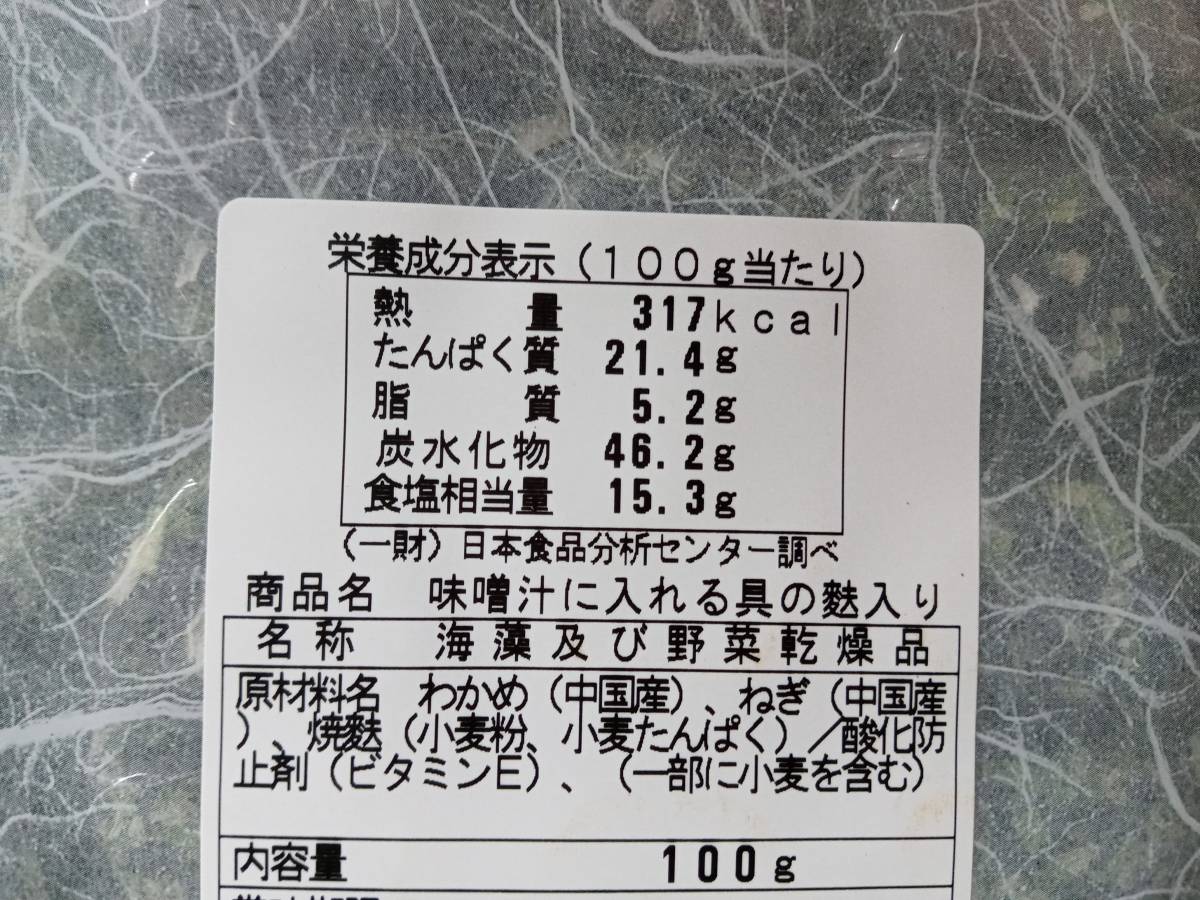 栄養成分表示（１００ｇ当たり）
熱量 317ｋｃａｌ
たんぱく質 21.4ｇ
脂質 5.2ｇ
炭水化物 46.2ｇ
食塩相当量 15.3ｇ
（一財）日本食品分析センター調べ
商品名 味噌汁に入れる具の麩入り
名称 海藻及び野菜乾燥品
原材料名 わかめ（中国産）、ねぎ（中国産
）、焼麩（小麦粉、小麦たんぱく）／酸化防
止剤（ビタミンＥ）、（一部に小麦を含む）
内容量 100ｇ